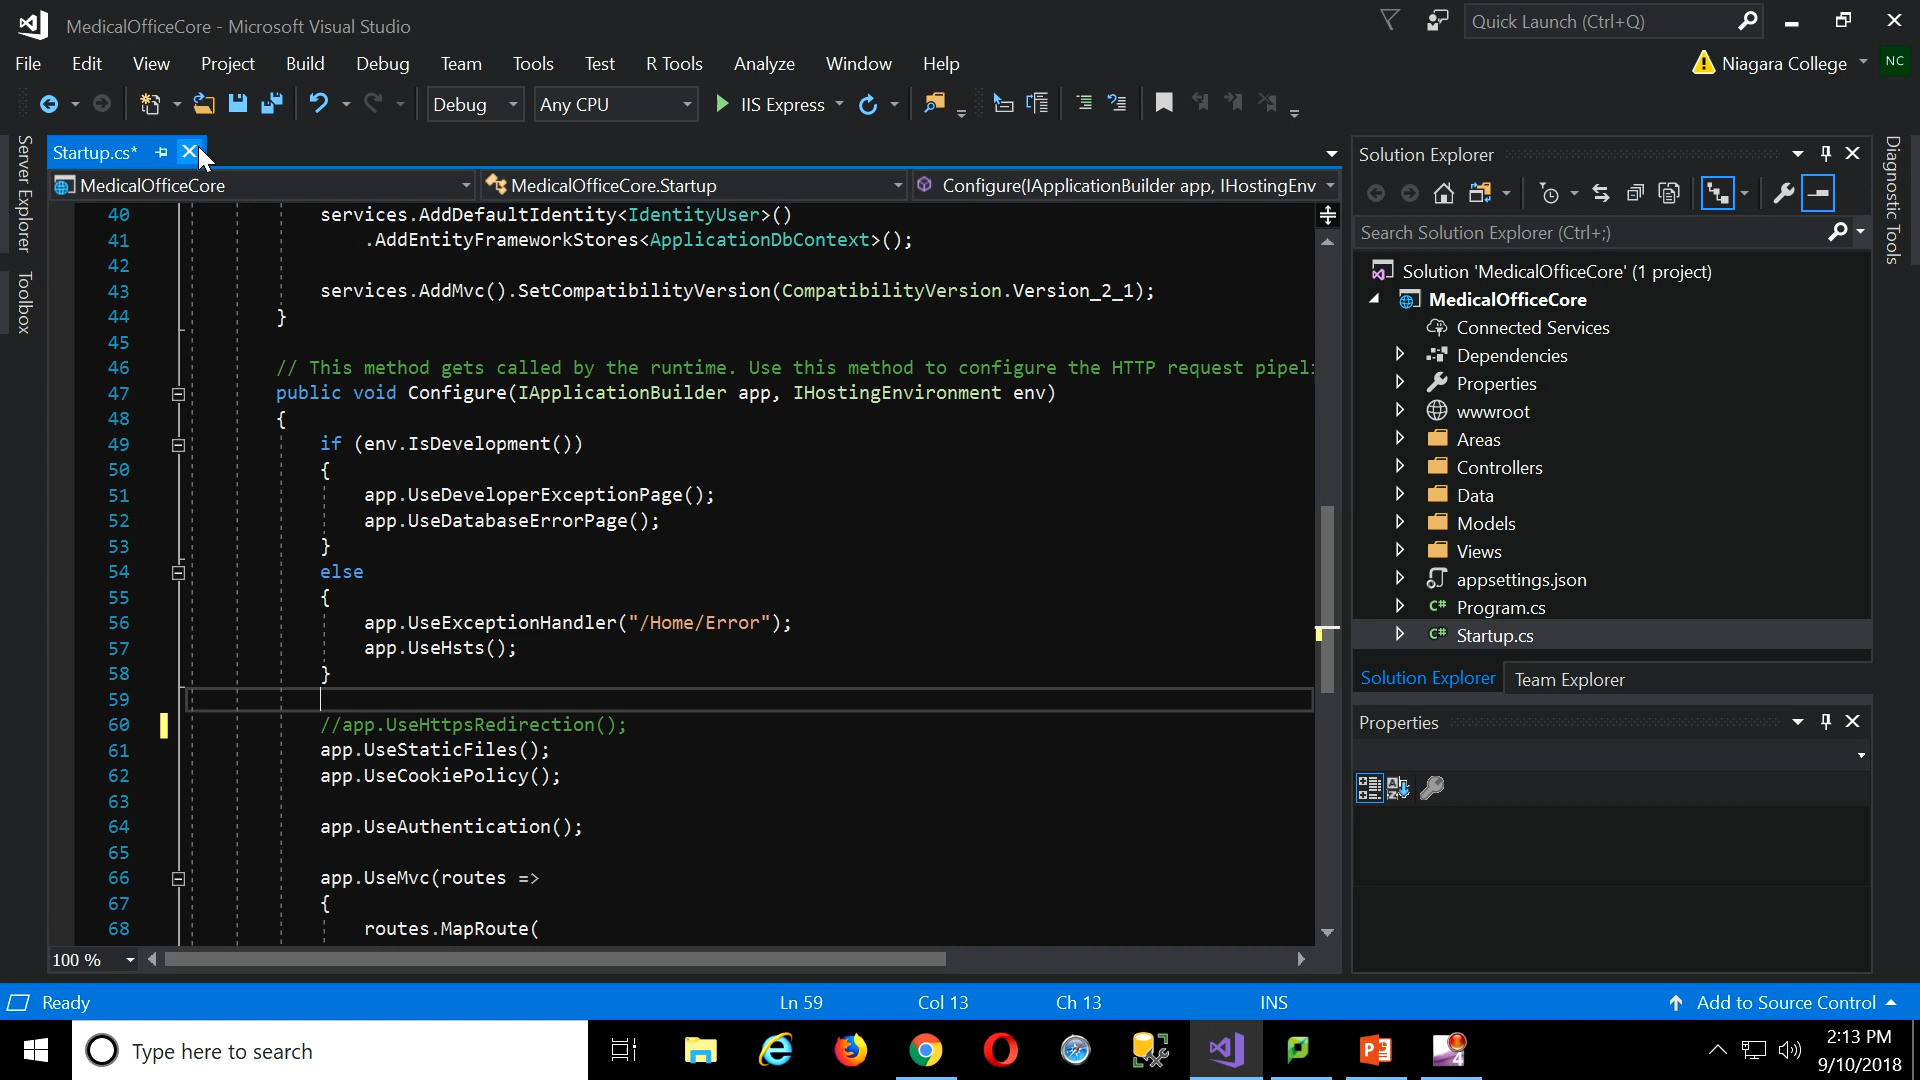 MedicalOfficeCore - Microsoft Visual Studio
Quick Launch (Ctrl+Q)
File Edit View Project Build Debug Team Tools Test R Tools Analyze Window Help
Niagara College NC
Debug Any CPU IIS Express
Server Explorer
Toolbox
Startup.cs*
MedicalOfficeCore MedicalOfficeCore.Startup Configure(IApplicationBuilder app, IHostingEnv
40 services.AddDefaultIdentity<IdentityUser>()
41 .AddEntityFrameworkStores<ApplicationDbContext>();
42
43 services.AddMvc().SetCompatibilityVersion(CompatibilityVersion.Version_2_1);
44 }
45
46 // This method gets called by the runtime. Use this method to configure the HTTP request pipeli
47 public void Configure(IApplicationBuilder app, IHostingEnvironment env)
48 {
49 if (env.IsDevelopment())
50 {
51 app.UseDeveloperExceptionPage();
52 app.UseDatabaseErrorPage();
53 }
54 else
55 {
56 app.UseExceptionHandler("/Home/Error");
57 app.UseHsts();
58 }
59
60 //app.UseHttpsRedirection();
61 app.UseStaticFiles();
62 app.UseCookiePolicy();
63
64 app.UseAuthentication();
65
66 app.UseMvc(routes =>
67 {
68 routes.MapRoute(
100 %
Solution Explorer
Search Solution Explorer (Ctrl+;)
Solution 'MedicalOfficeCore' (1 project)
MedicalOfficeCore
Connected Services
Dependencies
Properties
wwwroot
Areas
Controllers
Data
Models
Views
appsettings.json
C# Program.cs
C# Startup.cs
Solution Explorer Team Explorer
Properties
Diagnostic Tools
Ready Ln 59 Col 13 Ch 13 INS Add to Source Control
Type here to search
2:13 PM
9/10/2018